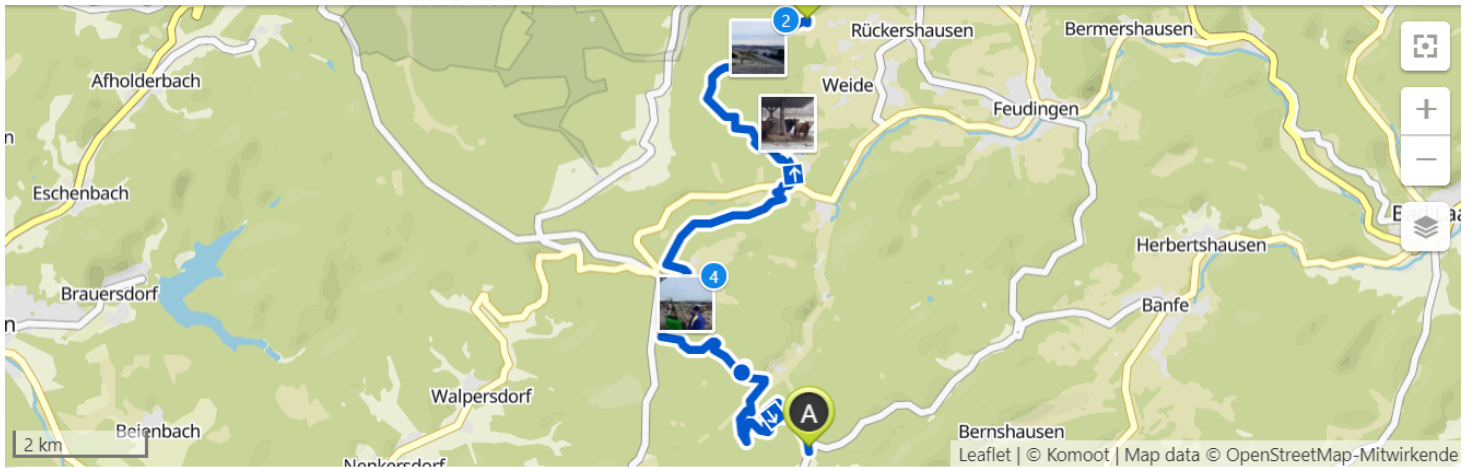 2
Rückershausen
Bermershausen
Afholderbach
Weide
Feudingen
+
Eschenbach
−
Herbertshausen
Brauersdorf
4
Banfe
Walpersdorf
A
Beienbach
Bernshausen
2 km
Nenkersdorf
Leaflet | © Komoot | Map data © OpenStreetMap-Mitwirkende